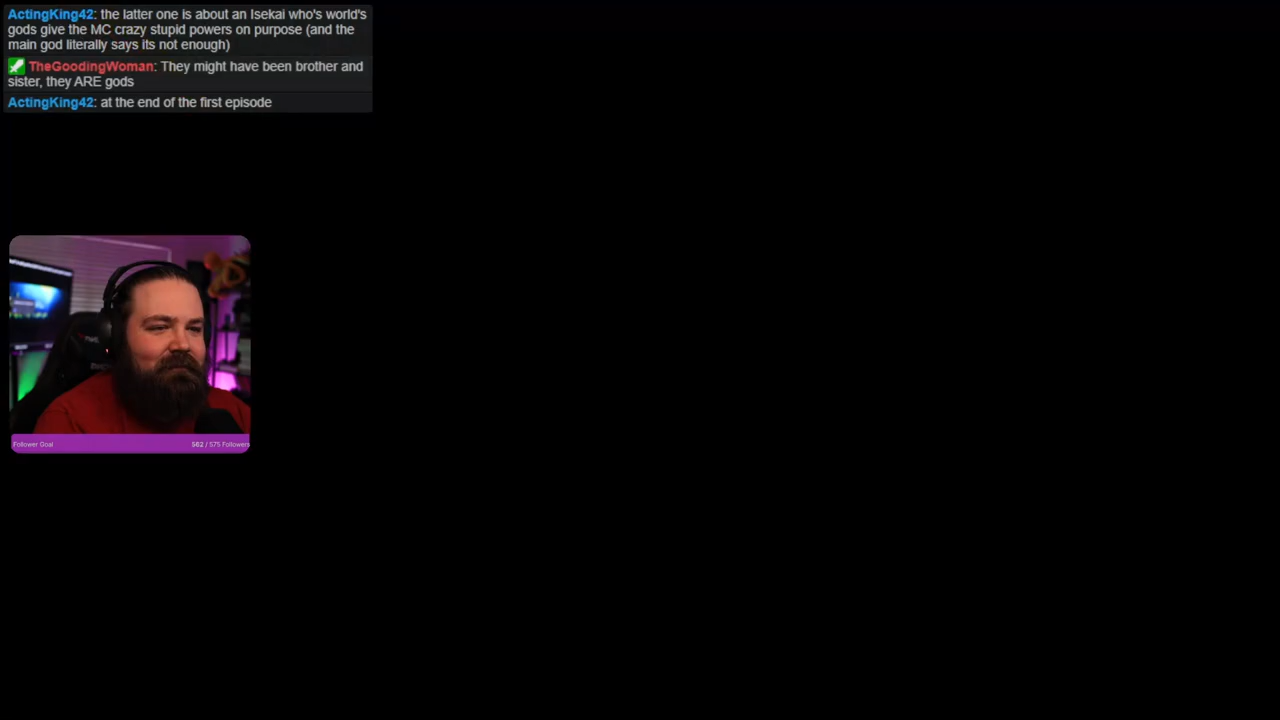 ActingKing42: the latter one is about an Isekai who's world's
gods give the MC crazy stupid powers on purpose (and the
main god literally says its not enough)
TheGoodingWoman: They might have been brother and
sister, they ARE gods
ActingKing42: at the end of the first episode
Follower Goal 562 / 575 Followers